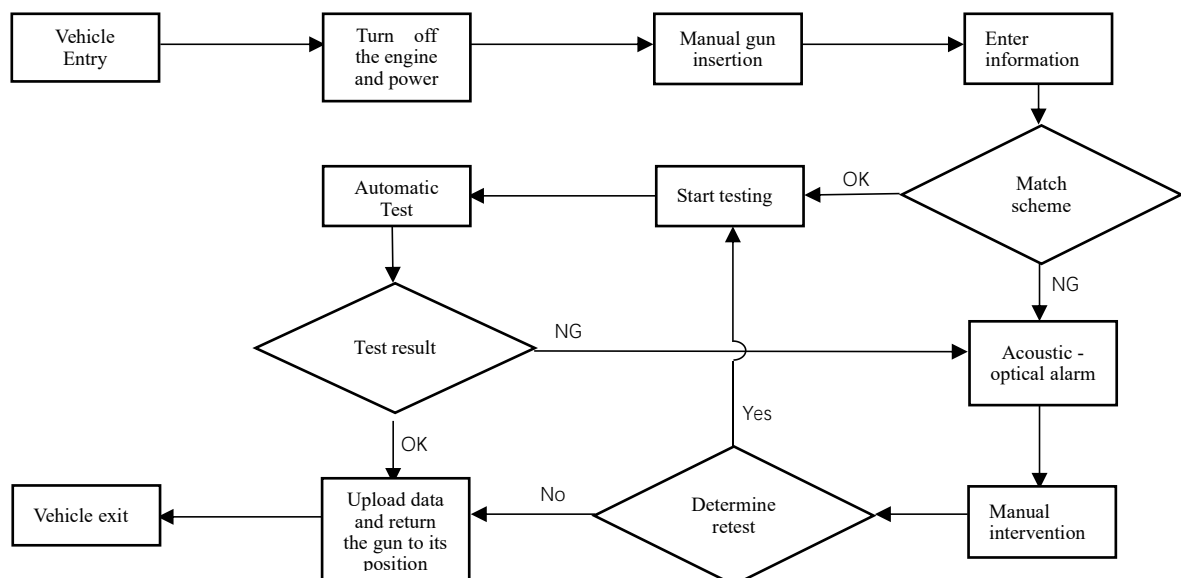 Vehicle
Entry
Turn off
the engine
and power
Manual gun
insertion
Enter
information
Automatic
Test
Start testing
OK
Match
scheme
NG
Test result
NG
Acoustic -
optical alarm
Yes
OK
Vehicle exit
Upload data
and return
the gun to its
position
No
Determine
retest
Manual
intervention